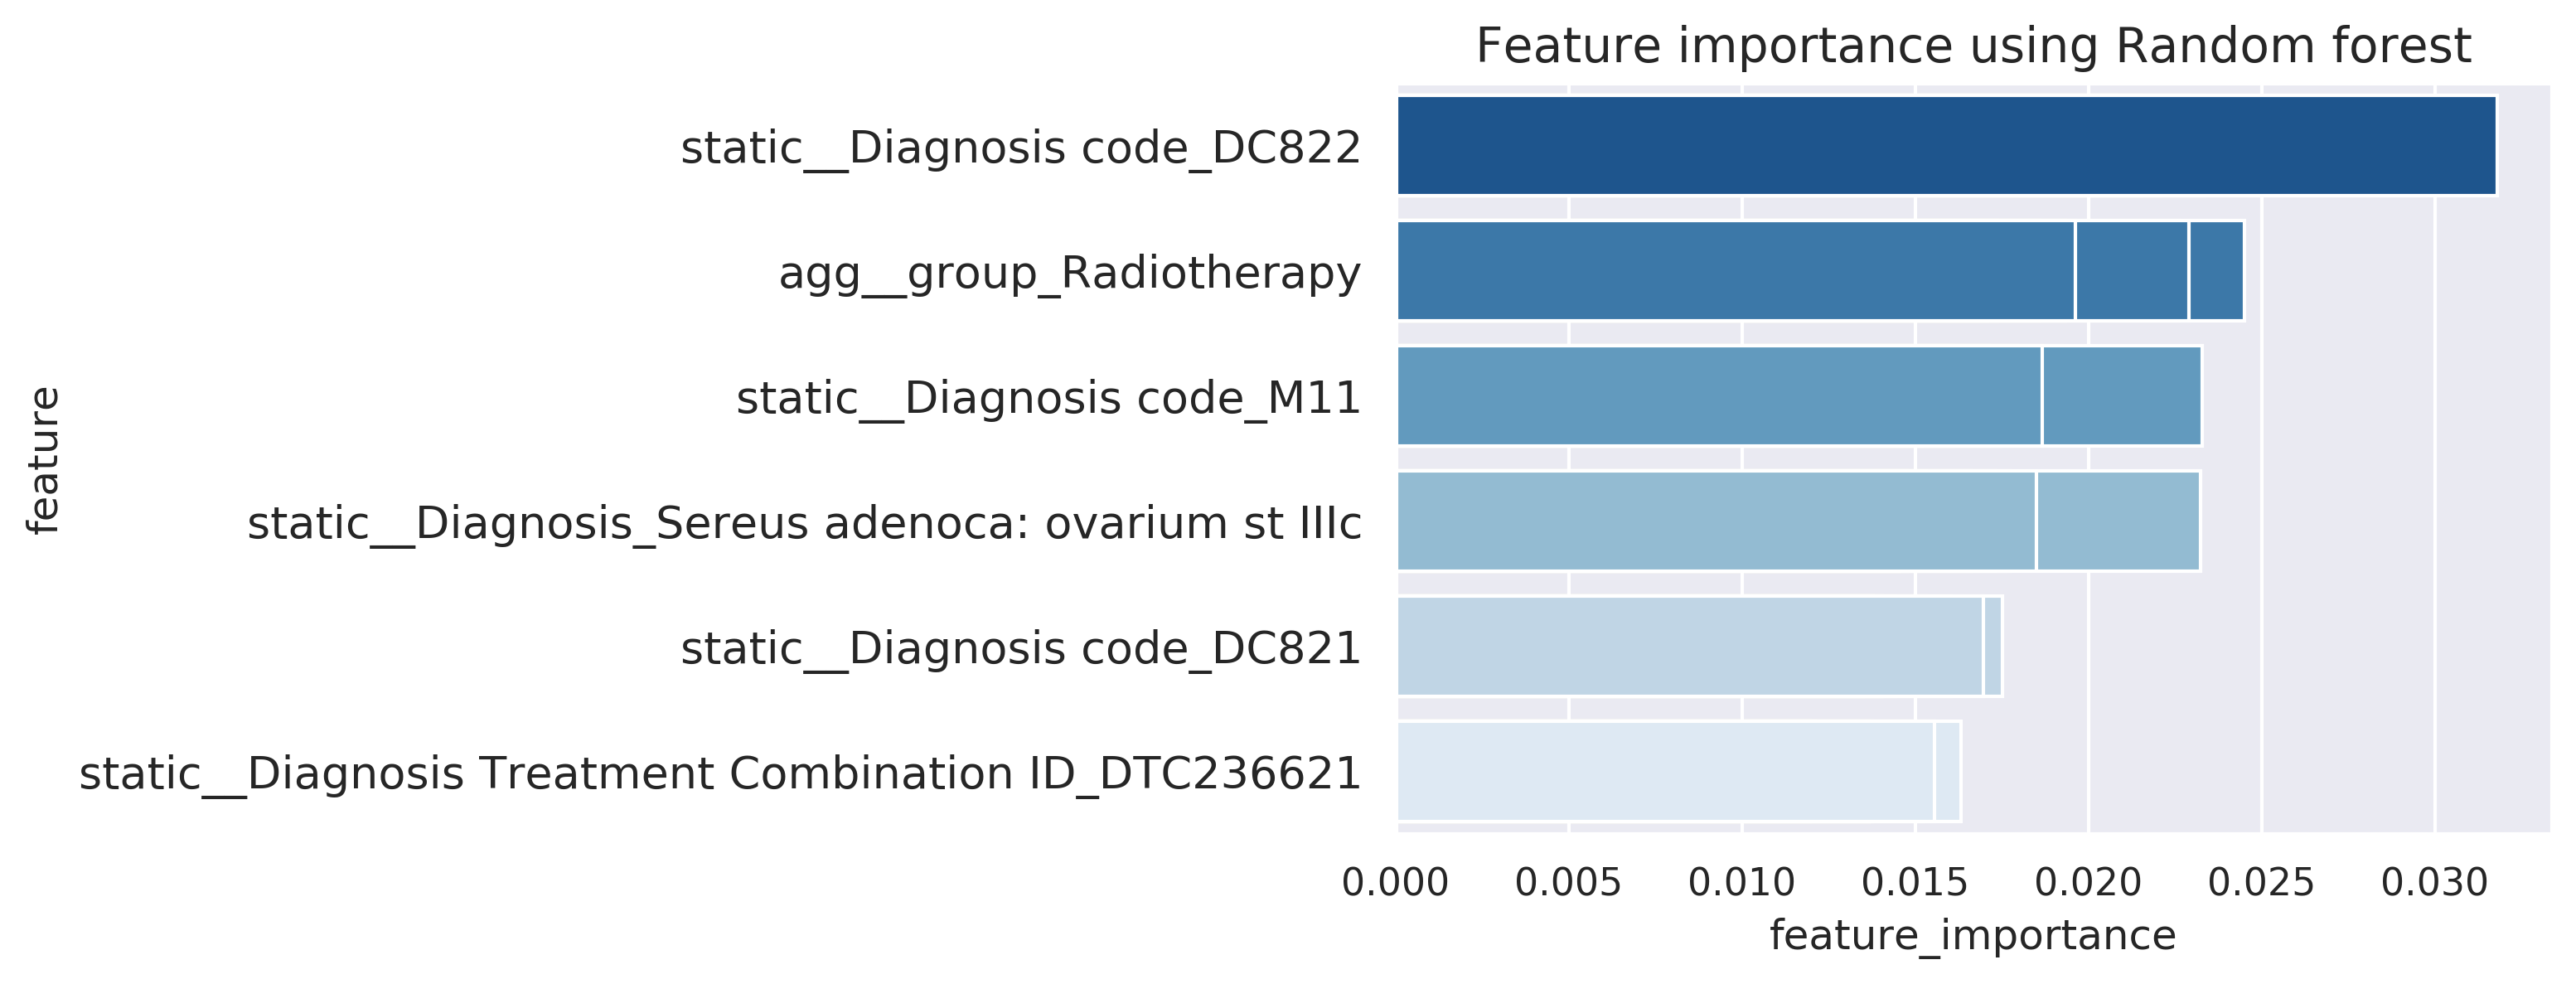 Feature importance using Random forest
static__Diagnosis code_DC822
agg__group_Radiotherapy
static__Diagnosis code_M11
static__Diagnosis_Sereus adenoca: ovarium st IIIc
static__Diagnosis code_DC821
static__Diagnosis Treatment Combination ID_DTC236621
feature
0.000 0.005 0.010 0.015 0.020 0.025 0.030
feature_importance